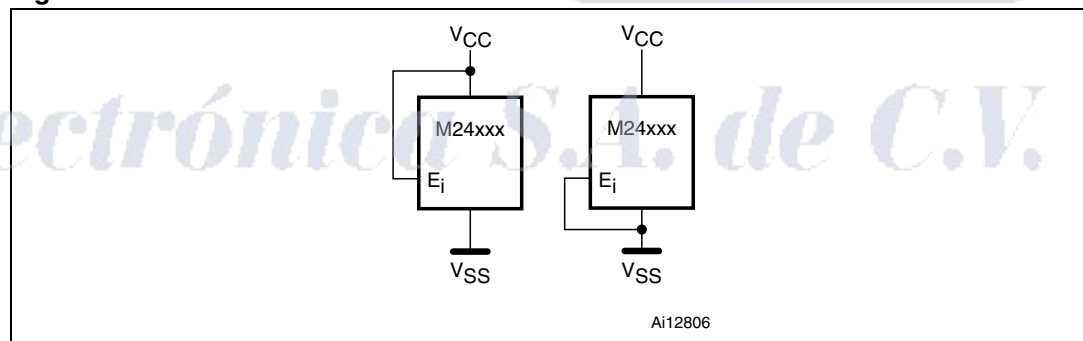 VCC
M24xxx
Ei
VSS
VCC
M24xxx
Ei
VSS
Ai12806
ectrónica S.A. de C.V.